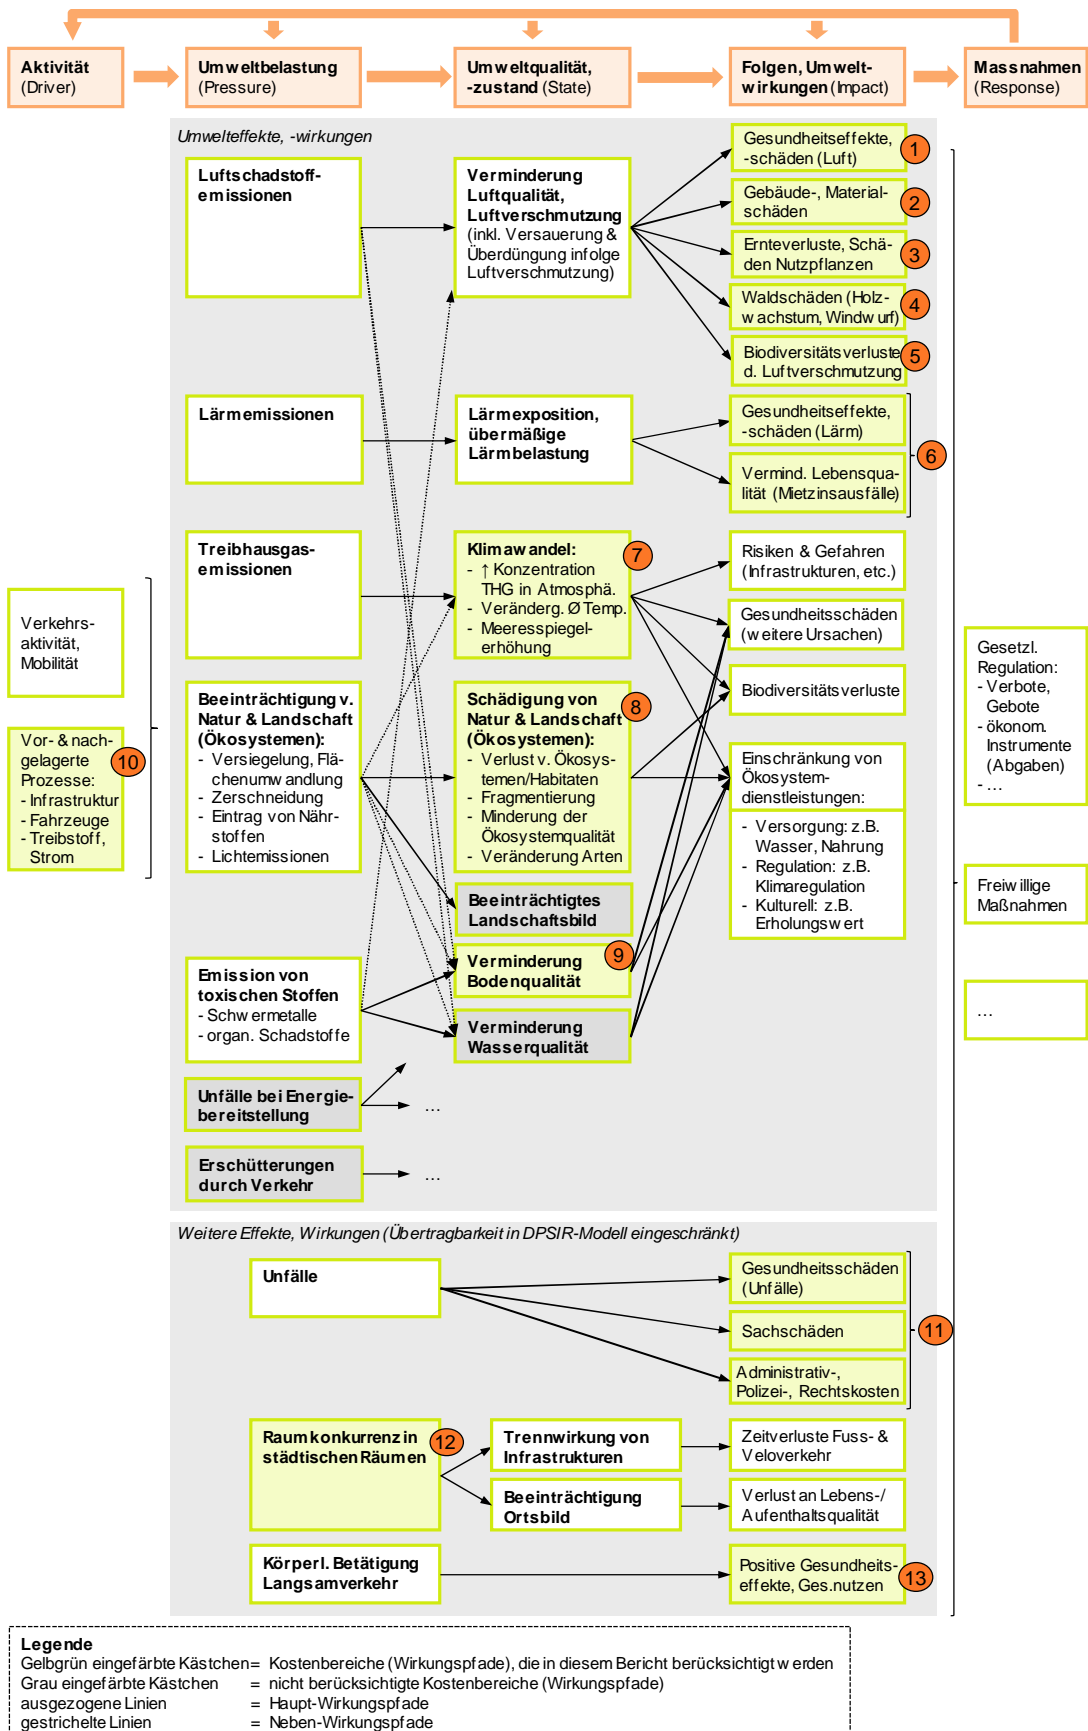 Aktivität
(Driver)
Umweltbelastung
(Pressure)
Umweltqualität,
-zustand (State)
Folgen, Umwelt-
wirkungen (Impact)
Massnahmen
(Response)
Umwelteffekte, -wirkungen
Luftschadstoff-
emissionen
Verminderung
Luftqualität,
Luftverschmutzung
(inkl. Versauerung &
Überdüngung infolge
Luftverschmutzung)
Gesundheitseffekte,
-schäden (Luft)
1
Gebäude-, Material-
schäden
2
Ernteverluste, Schä-
den Nutzpflanzen
3
Waldschäden (Holz-
wachstum, Windwurf)
4
Biodiversitätsverluste
d. Luftverschmutzung
5
Lärmemissionen
Lärmexposition,
übermäßige
Lärmbelastung
Gesundheitseffekte,
-schäden (Lärm)
Vermind. Lebensqua-
lität (Mietzinsausfälle)
6
Treibhausgas-
emissionen
Klimawandel:
- ↑ Konzentration
THG in Atmosphä.
- Veränderg. Ø Temp.
- Meeresspiegel-
erhöhung
7
Risiken & Gefahren
(Infrastrukturen, etc.)
Gesundheitsschäden
(weitere Ursachen)
Biodiversitätsverluste
Verkehrs-
aktivität,
Mobilität
Vor- & nach-
gelagerte
Prozesse:
- Infrastruktur
- Fahrzeuge
- Treibstoff,
Strom
10
Beeinträchtigung v.
Natur & Landschaft
(Ökosystemen):
- Versiegelung, Flä-
chenumwandlung
- Zerschneidung
- Eintrag von Nähr-
stoffen
- Lichtemissionen
Schädigung von
Natur & Landschaft
(Ökosystemen):
- Verlust v. Ökosys-
temen/Habitaten
- Fragmentierung
- Minderung der
Ökosystemqualität
- Veränderung Arten
8
Einschränkung von
Ökosystem-
dienstleistungen:
- Versorgung: z.B.
Wasser, Nahrung
- Regulation: z.B.
Klimaregulation
- Kulturell: z.B.
Erholungswert
Gesetzl.
Regulation:
- Verbote,
Gebote
- ökonom.
Instrumente
(Abgaben)
- ...
Freiwillige
Maßnahmen
...
Beeinträchtigtes
Landschaftsbild
Emission von
toxischen Stoffen
- Schwermetalle
- organ. Schadstoffe
Verminderung
Bodenqualität
9
Verminderung
Wasserqualität
Unfälle bei Energie-
bereitstellung
...
Erschütterungen
durch Verkehr
...
Weitere Effekte, Wirkungen (Übertragbarkeit in DPSIR-Modell eingeschränkt)
Unfälle
Gesundheitsschäden
(Unfälle)
Sachschäden
Administrativ-,
Polizei-, Rechtskosten
11
Raumkonkurrenz in
städtischen Räumen
12
Trennwirkung von
Infrastrukturen
Zeitverluste Fuss- &
Veloverkehr
Beeinträchtigung
Ortsbild
Verlust an Lebens-/
Aufenthaltsqualität
Körperl. Betätigung
Langsamverkehr
Positive Gesundheits-
effekte, Ges.nutzen
13
Legende
Gelbgrün eingefärbte Kästchen = Kostenbereiche (Wirkungspfade), die in diesem Bericht berücksichtigt werden
Grau eingefärbte Kästchen = nicht berücksichtigte Kostenbereiche (Wirkungspfade)
ausgezogene Linien = Haupt-Wirkungspfade
gestrichelte Linien = Neben-Wirkungspfade